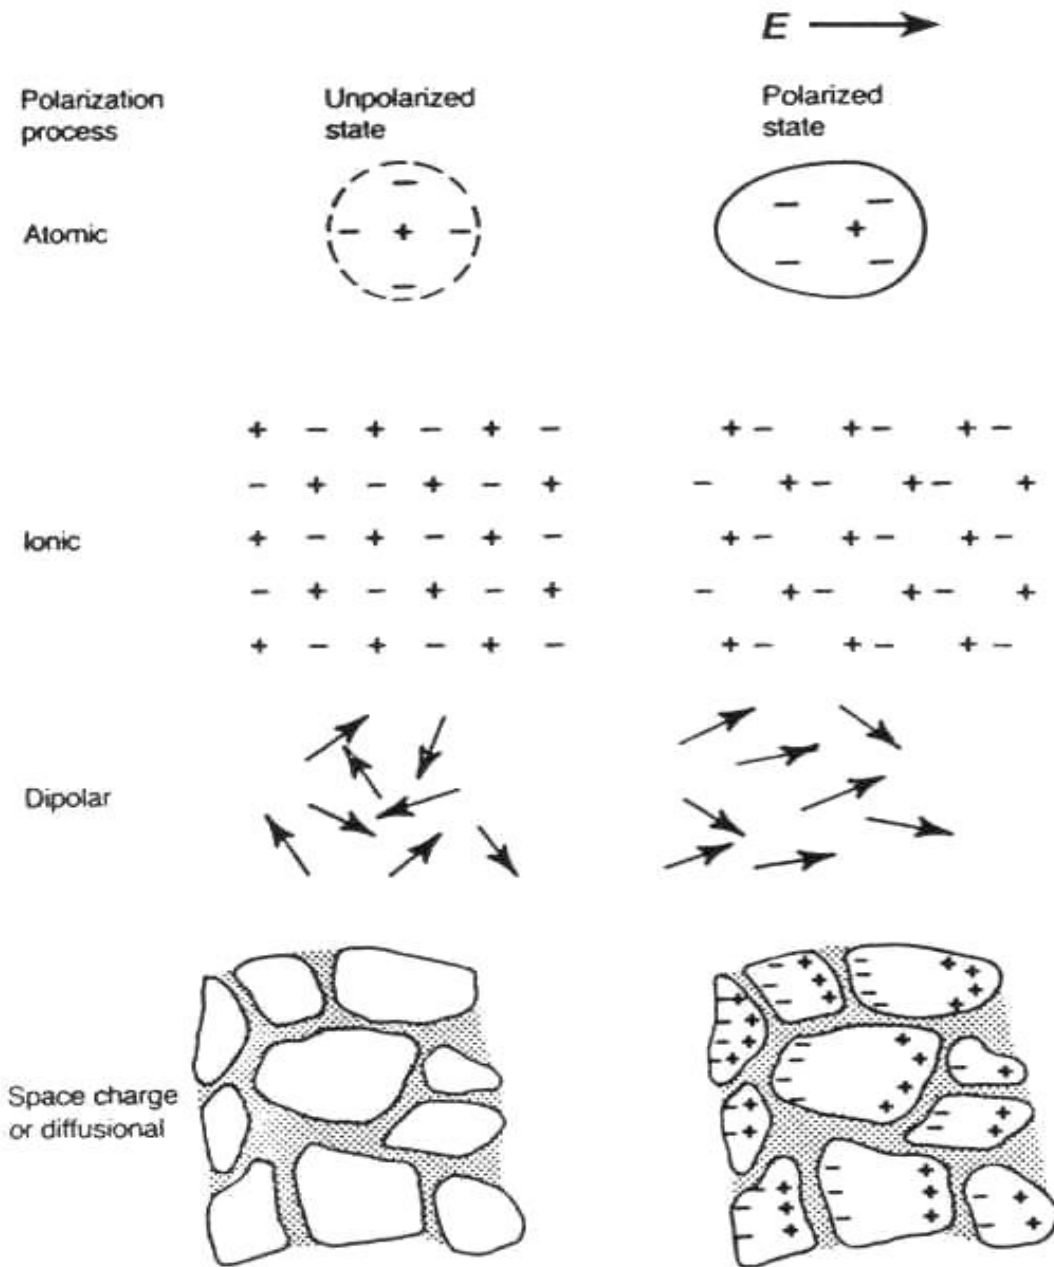 E
Polarization
process
Unpolarized
state
Polarized
state
Atomic
Ionic
Dipolar
Space charge
or diffusional